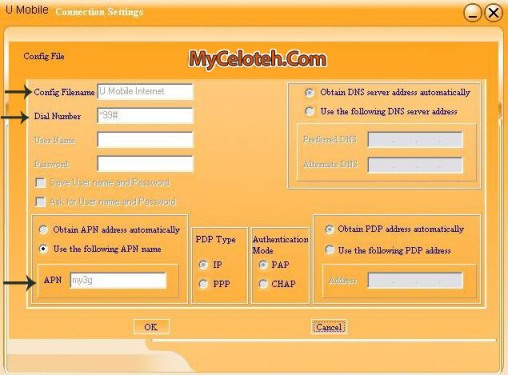 U Mobile Connection Settings
Config File
MyCeloteh.Com
Config Filename U Mobile Internet
Dial Number *99#
User Name
Password
Save User name and Password
Ask for User name and Password
Obtain DNS server address automatically
Use the following DNS server address
Preferred DNS
Alternate DNS
Obtain APN address automatically
Use the following APN name
APN my3g
PDP Type
IP
PPP
Authentication
Mode
PAP
CHAP
Obtain PDP address automatically
Use the following PDP address
Address
OK
Cancel